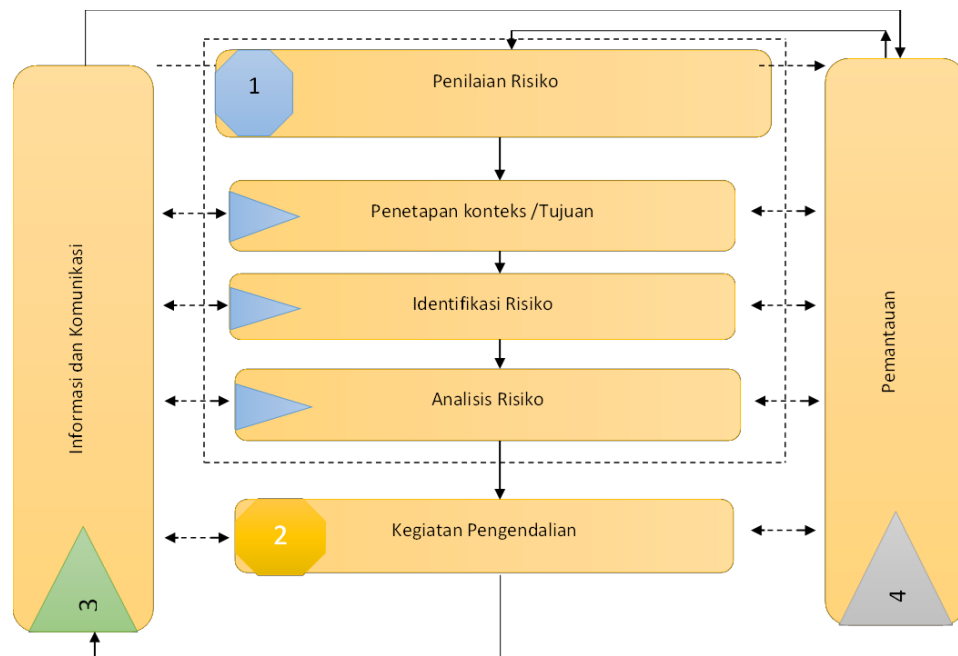 1
Penilaian Risiko
Penetapan konteks /Tujuan
Identifikasi Risiko
Analisis Risiko
2
Kegiatan Pengendalian
Informasi dan Komunikasi
3
Pemantauan
4